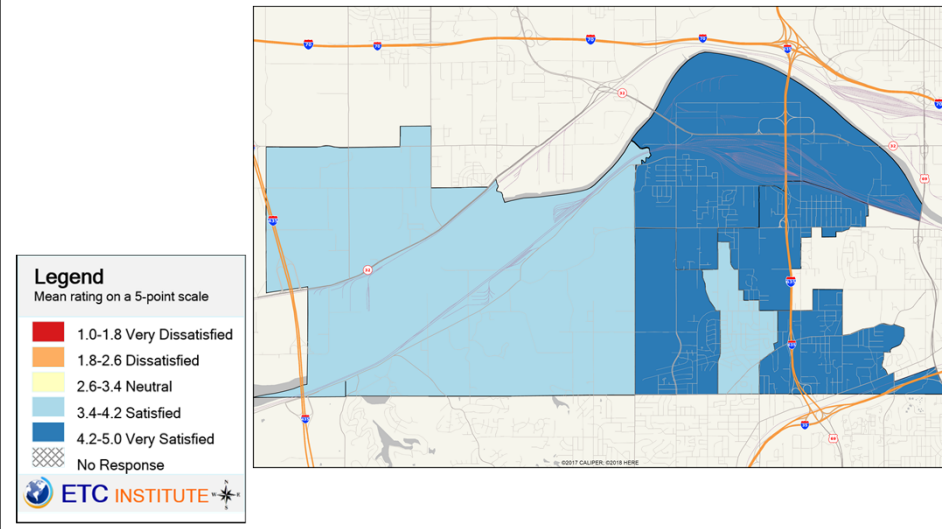 Legend
Mean rating on a 5-point scale
1.0-1.8 Very Dissatisfied
1.8-2.6 Dissatisfied
2.6-3.4 Neutral
3.4-4.2 Satisfied
4.2-5.0 Very Satisfied
No Response
ETC INSTITUTE
©2017 CALIPER; ©2018 HERE